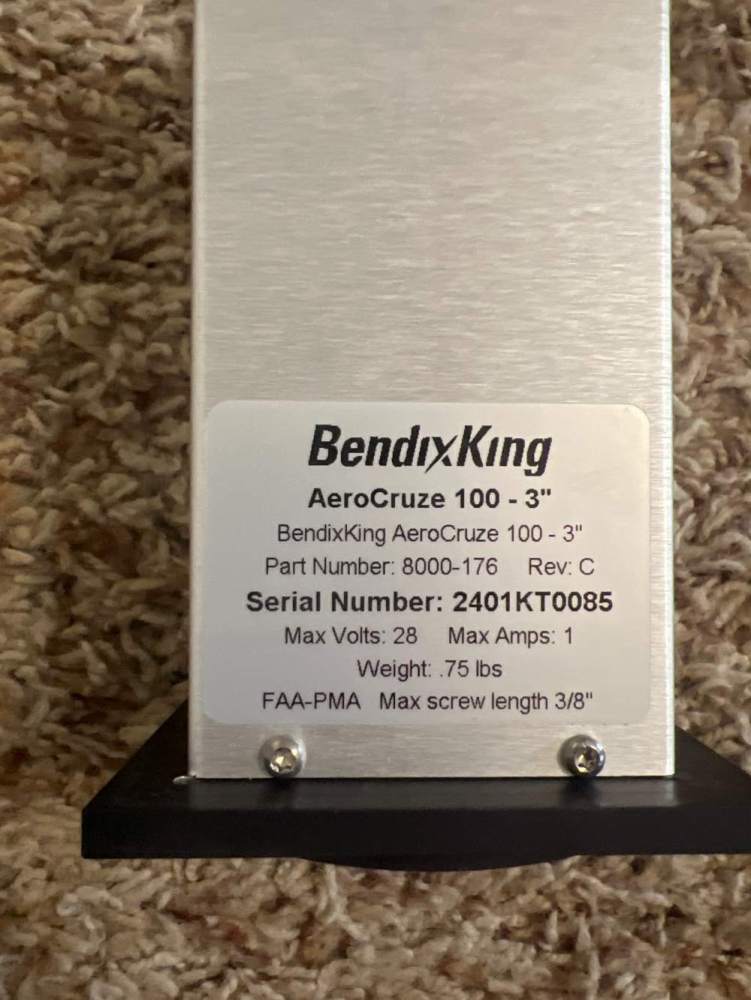 BendixKing
AeroCruze 100 - 3"
BendixKing AeroCruze 100 - 3"
Part Number: 8000-176 Rev: C
Serial Number: 2401KT0085
Max Volts: 28 Max Amps: 1
Weight: .75 lbs
FAA-PMA Max screw length 3/8"